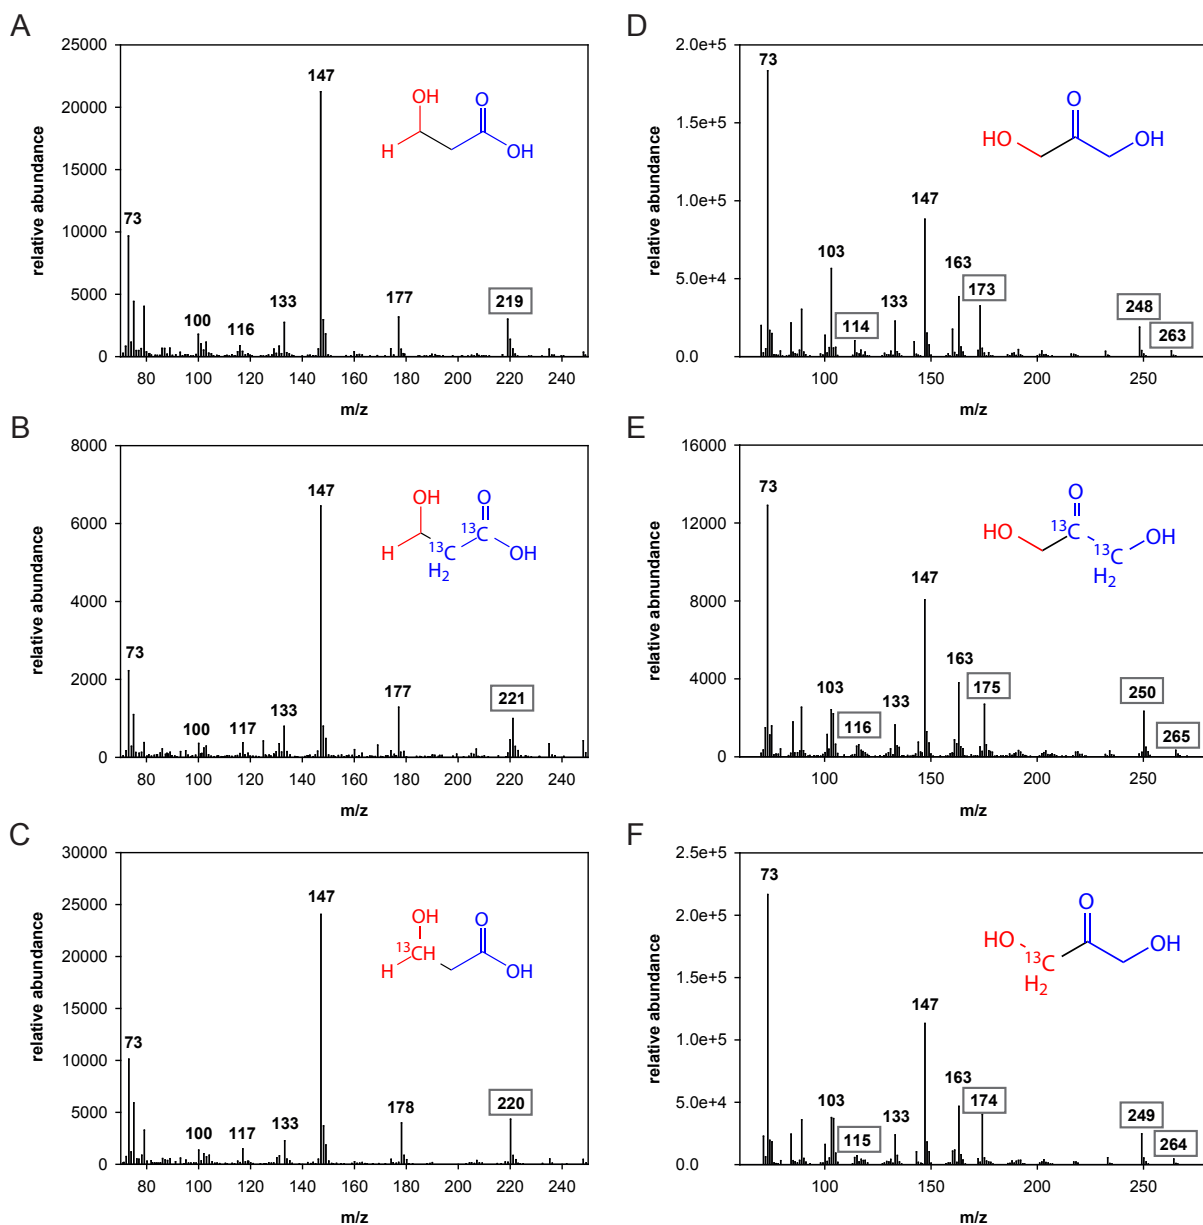 A
25000
20000
15000
10000
5000
0
relative abundance
73
100
116
133
147
177
219
OH
O
H
OH
80 100 120 140 160 180 200 220 240
m/z
D
2.0e+5
1.5e+5
1.0e+5
5.0e+4
0.0
relative abundance
73
103
114
133
147
163
173
248
263
O
HO
OH
100 150 200 250
m/z
B
8000
6000
4000
2000
0
relative abundance
73
100
117
133
147
177
221
OH
O
13C
H
13C
OH
H2
80 100 120 140 160 180 200 220 240
m/z
E
16000
12000
8000
4000
0
relative abnundance
73
103
116
133
147
163
175
250
265
O
HO
13C
OH
13C
H2
100 150 200 250
m/z
C
30000
25000
20000
15000
10000
5000
0
relative abundance
73
100
117
133
147
178
220
OH
O
13CH
H
OH
80 100 120 140 160 180 200 220 240
m/z
F
2.5e+5
2.0e+5
1.5e+5
1.0e+5
5.0e+4
0.0
relative abundance
73
103
115
133
147
163
174
249
264
O
HO
OH
13C
H2
100 150 200 250
m/z